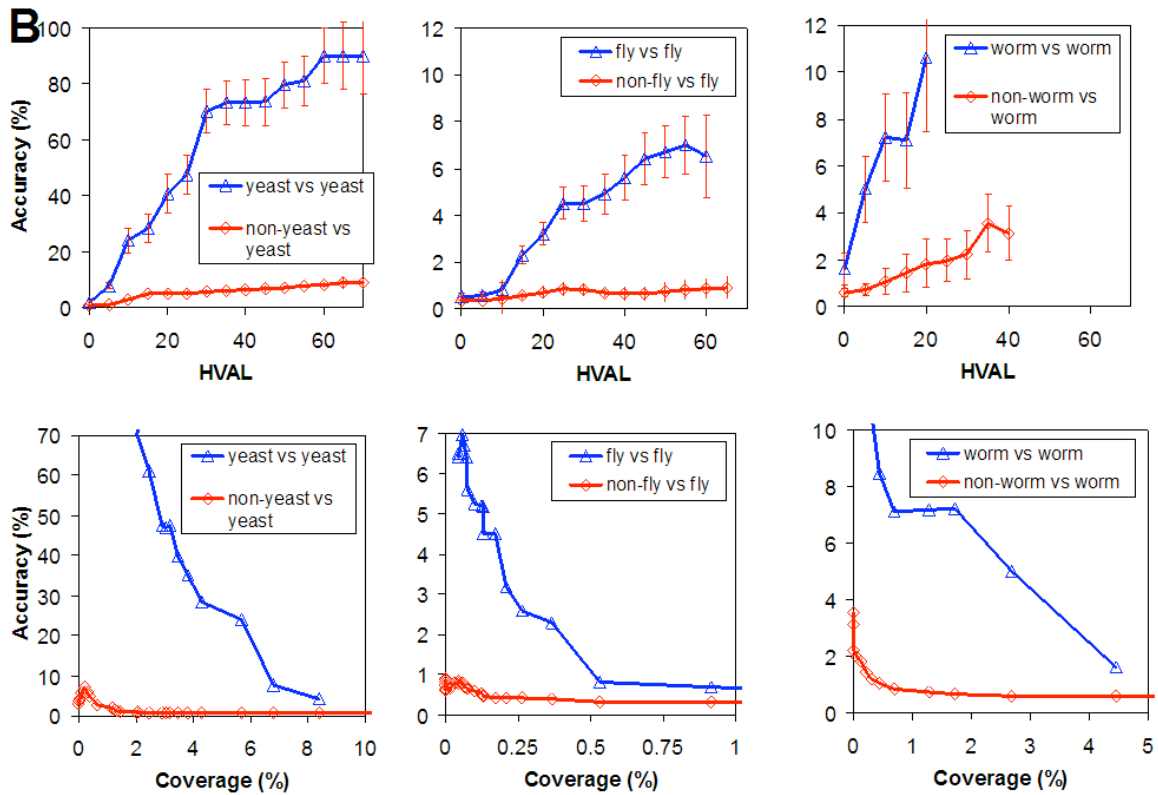 B
Accuracy (%)
100
80
60
40
20
0
yeast vs yeast
non-yeast vs
yeast
0 20 40 60
HVAL
12
10
8
6
4
2
0
fly vs fly
non-fly vs fly
0 20 40 60
HVAL
12
10
8
6
4
2
0
worm vs worm
non-worm vs
worm
0 20 40 60
HVAL
Accuracy (%)
70
60
50
40
30
20
10
0
yeast vs yeast
non-yeast vs
yeast
0 2 4 6 8 10
Coverage (%)
7
6
5
4
3
2
1
0
fly vs fly
non-fly vs fly
0 0.25 0.5 0.75 1
Coverage (%)
10
8
6
4
2
0
worm vs worm
non-worm vs worm
0 1 2 3 4 5
Coverage (%)